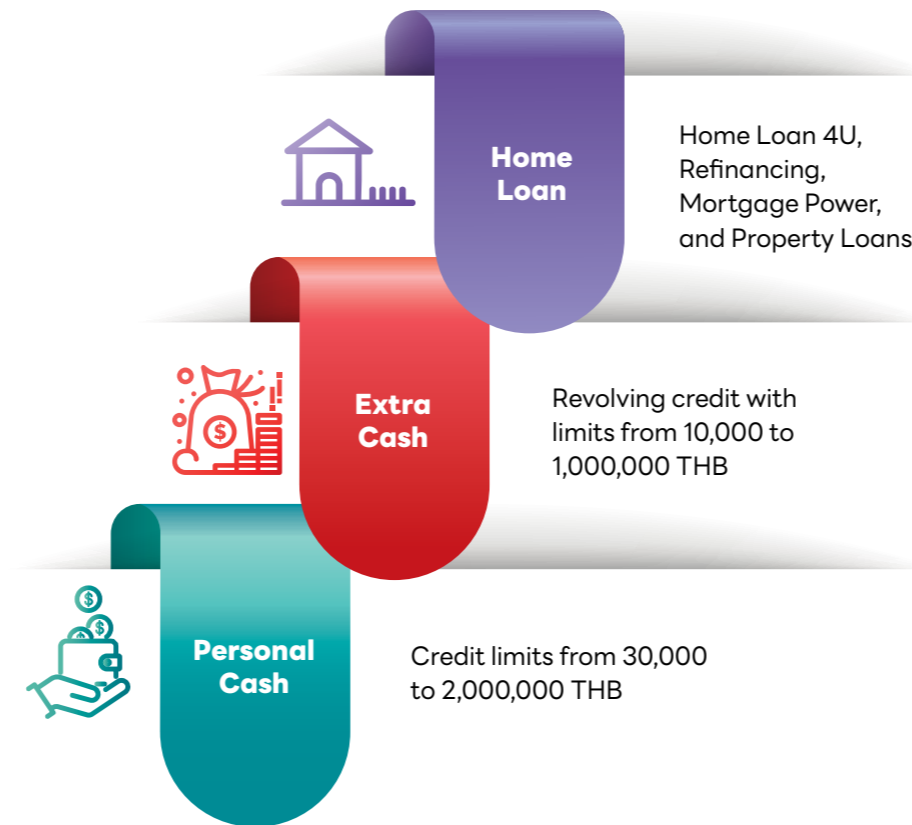 Home
Loan
Home Loan 4U,
Refinancing,
Mortgage Power,
and Property Loans
Extra
Cash
Revolving credit with
limits from 10,000 to
1,000,000 THB
Personal
Cash
Credit limits from 30,000
to 2,000,000 THB